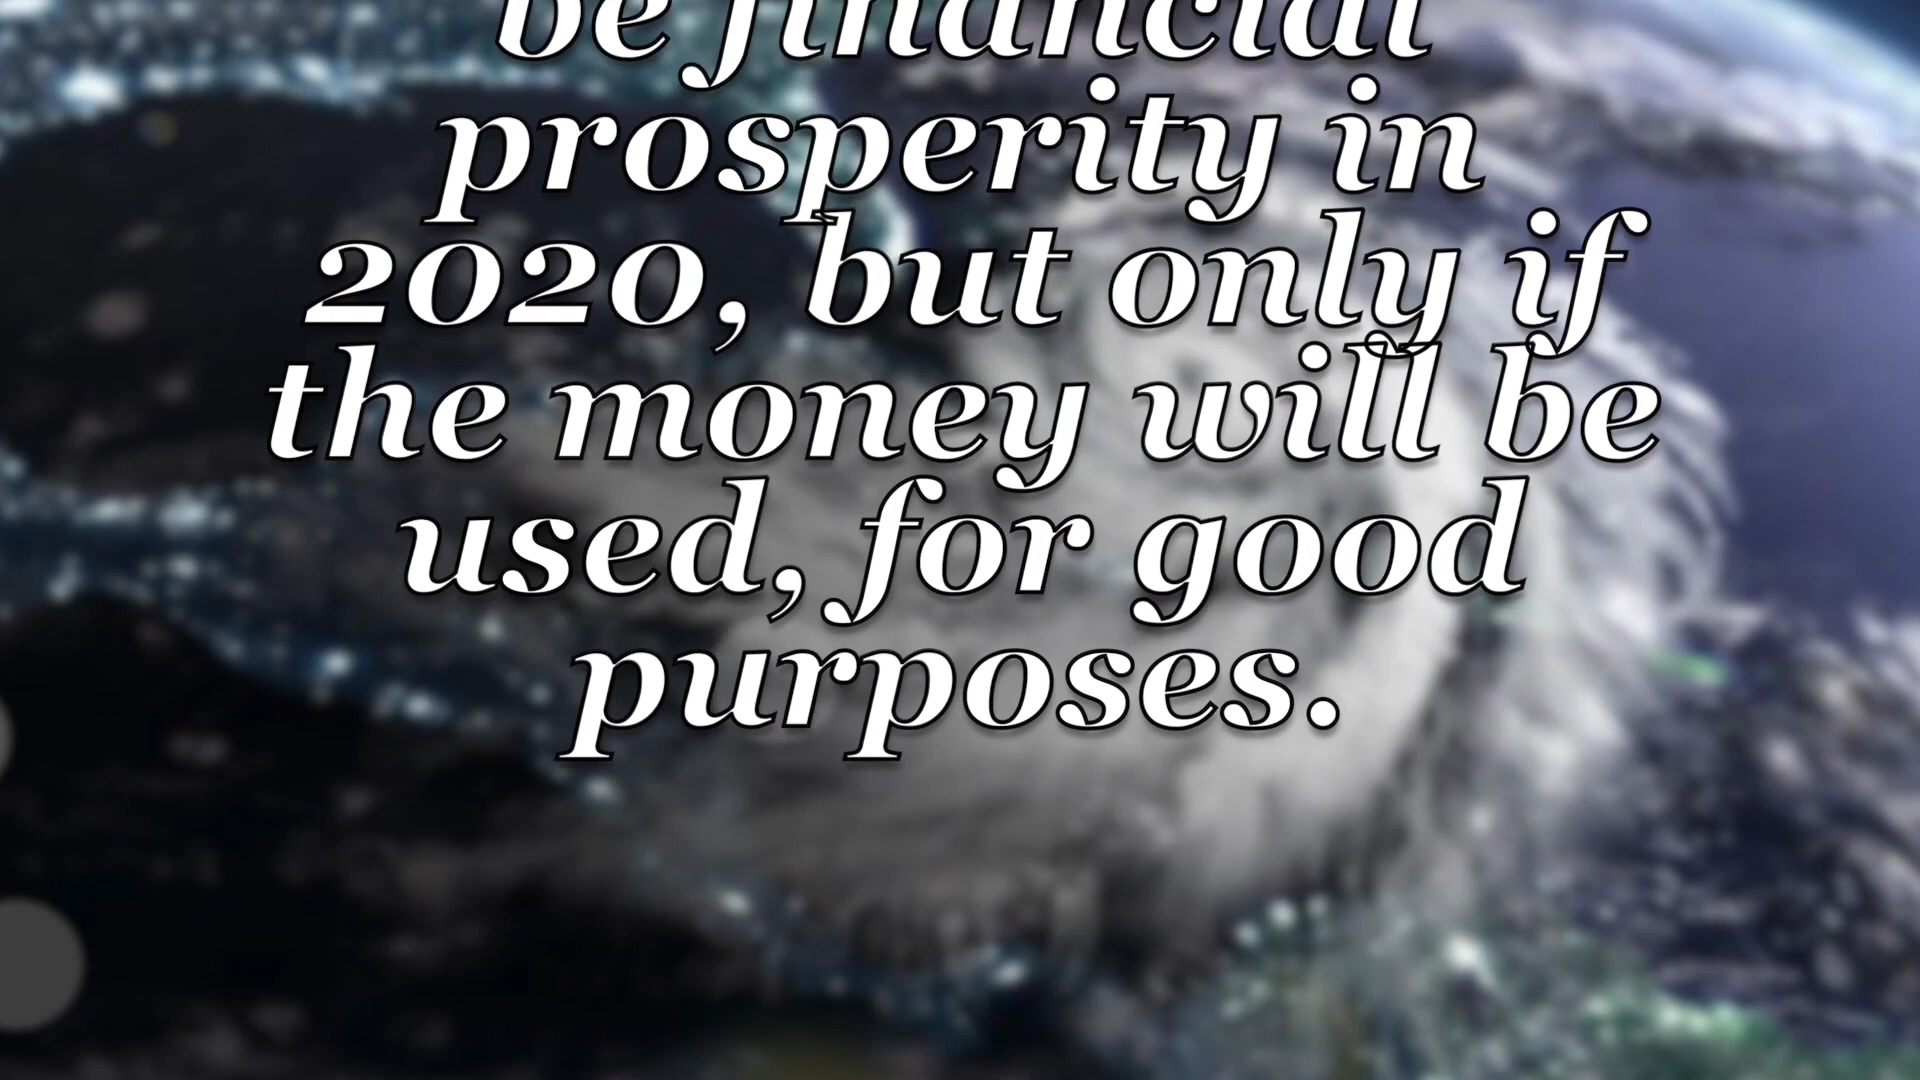 be financial
prosperity in
2020, but only if
the money will be
used, for good
purposes.